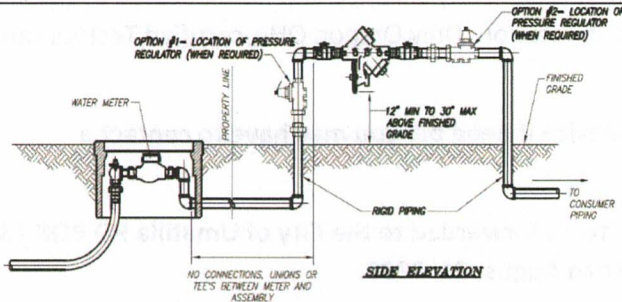 OPTION #2- LOCATION OF
PRESSURE REGULATOR
(WHEN REQUIRED)
OPTION #1- LOCATION OF PRESSURE
REGULATOR (WHEN REQUIRED)
PROPERTY LINE
WATER METER
12" MIN TO 30" MAX
ABOVE FINISHED
GRADE
FINISHED
GRADE
RIGID PIPING
TO
CONSUMER
PIPING
NO CONNECTIONS, UNIONS OR
TEE'S BETWEEN METER AND
ASSEMBLY
SIDE ELEVATION